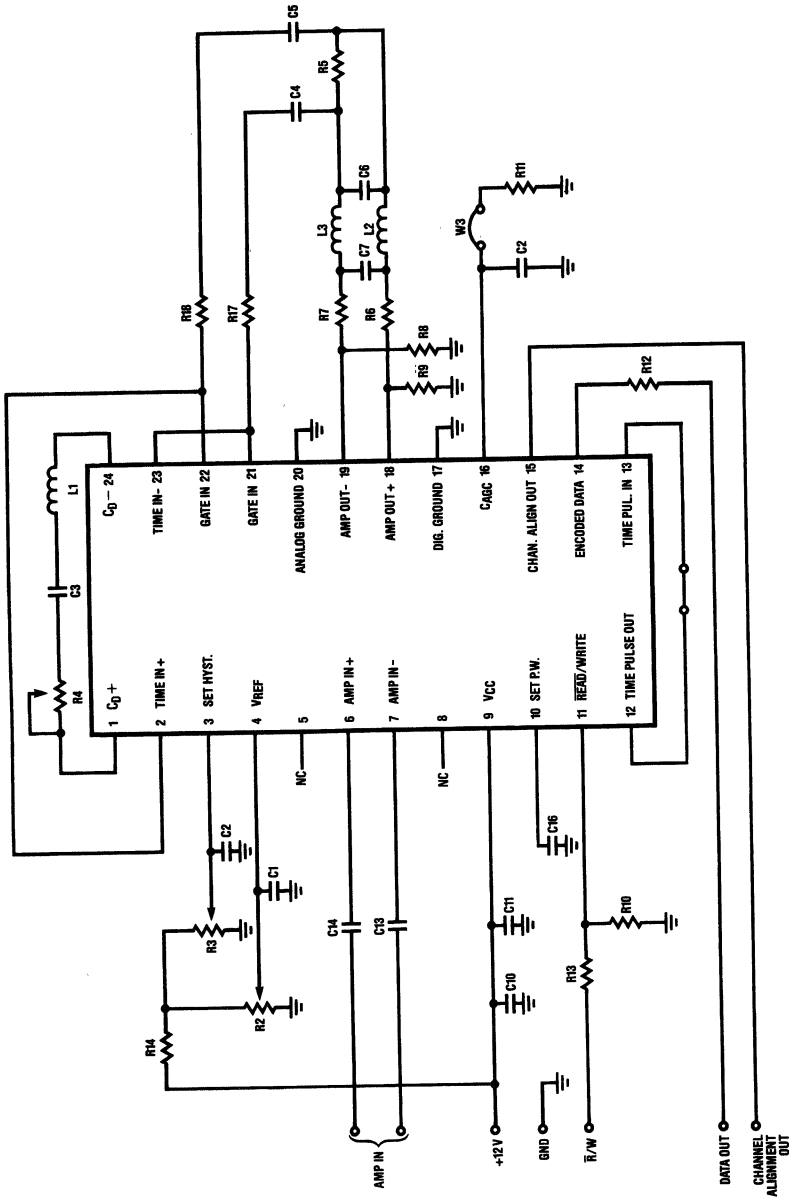 R4
C3
L1
1 CD+
CD− 24
R14
2 TIME IN+
TIME IN− 23
R18
R3
3 SET HYST.
GATE IN 22
C2
R17
4 VREF
GATE IN 21
R2
C1
C5
C4
NC
5
ANALOG GROUND 20
R5
L3
R7
C14
6 AMP IN+
AMP OUT− 19
C7
C6
R6
L2
AMP IN
C13
7 AMP IN−
AMP OUT+ 18
R8
R9
NC
8
DIG. GROUND 17
W3
+12V
9 VCC
CAGC 16
C10
C11
C2
R11
10 SET P.W.
CHAN. ALIGN OUT 15
GND
C16
R̅/W
R13
11 R̅E̅A̅D̅/WRITE
ENCODED DATA 14
R10
12 TIME PULSE OUT
TIME PUL. IN 13
R12
DATA OUT
CHANNEL
ALIGNMENT
OUT